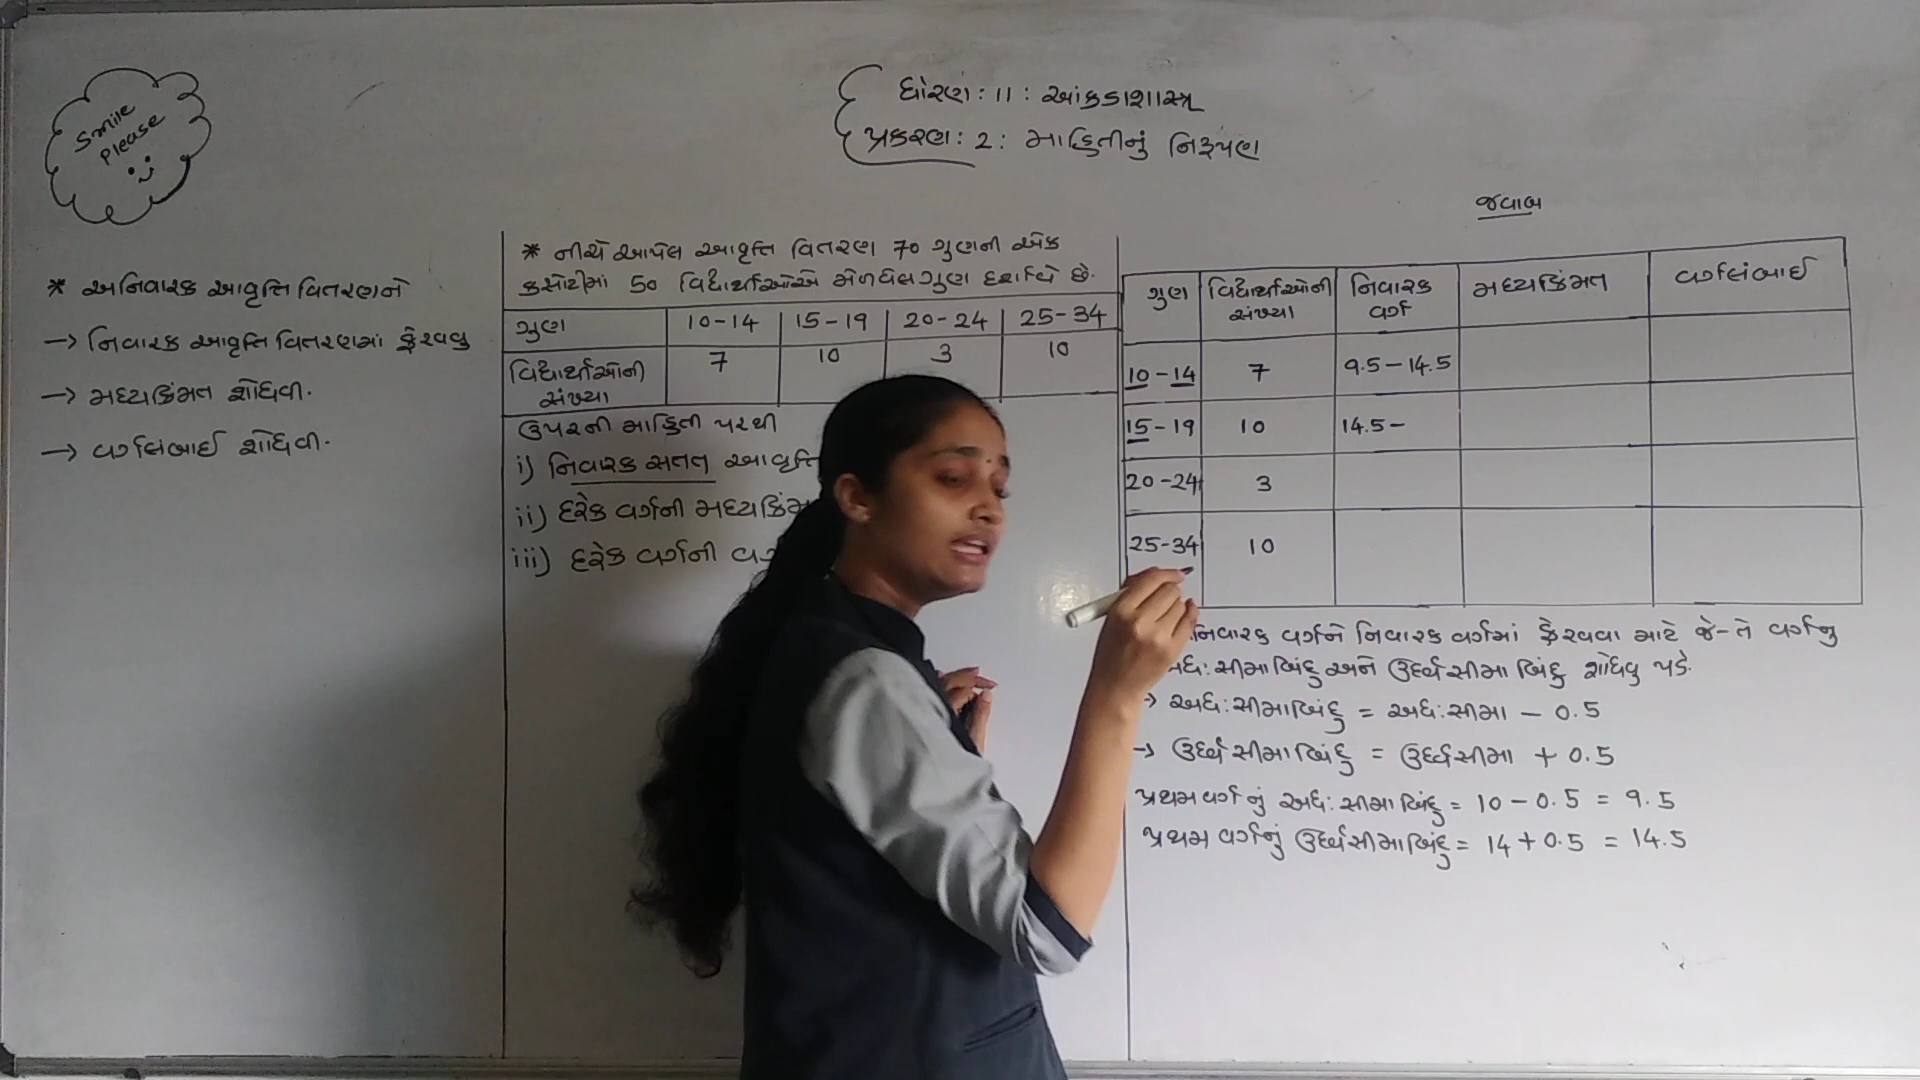 Smile
please
ધોરણ : 11 : આંકડાશાસ્ત્ર
પ્રકરણ : 2 : માહિતીનું નિરૂપણ
* અનિવારક આવૃત્તિ વિતરણને
→ નિવારક આવૃત્તિ વિતરણમાં ફેરવવુ
→ મધ્યકિંમત શોધવી.
→ વર્ગલંબાઈ શોધવી.
* નીચે આપેલ આવૃત્તિ વિતરણ 70 ગુણની એક
કસોટીમાં 50 વિદ્યાર્થીઓએ મેળવેલ ગુણ દર્શાવે છે.
ગુણ 10-14 15-19 20-24 25-34
વિદ્યાર્થીઓની સંખ્યા 7 10 3 10
ઉપરની માહિતી પરથી
i) નિવારક સતત આવૃત્તિ
ii) દરેક વર્ગની
iii) દરેક વર્ગની
જવાબ
ગુણ વિદ્યાર્થીઓની સંખ્યા નિવારક વર્ગ મધ્યકિંમત વર્ગલંબાઈ
10-14 7 9.5-14.5
15-19 10 14.5-
20-24 3
25-34 10
વર્ગને નિવારક વર્ગમાં ફેરવવા માટે જે-તે વર્ગનુ
સીમાબિંદુ અને ઉર્ધ્વસીમાબિંદુ શોધવુ પડે.
→ અધ:સીમાબિંદુ = અધ:સીમા - 0.5
→ ઉર્ધ્વસીમાબિંદુ = ઉર્ધ્વસીમા + 0.5
પ્રથમ વર્ગનું અધ:સીમાબિંદુ = 10 - 0.5 = 9.5
પ્રથમ વર્ગનું ઉર્ધ્વસીમાબિંદુ = 14 + 0.5 = 14.5